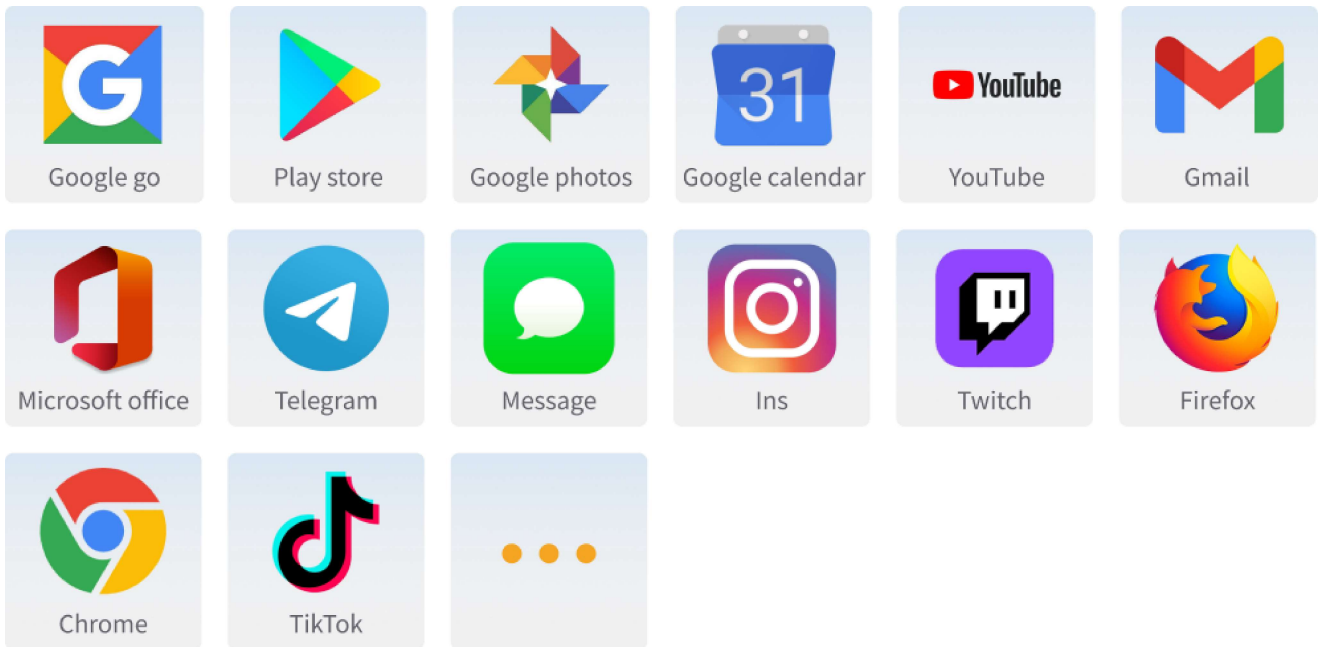 G
31
YouTube
Google go
Play store
Google photos
Google calendar
YouTube
Gmail
Microsoft office
Telegram
Message
Ins
Twitch
Firefox
Chrome
TikTok